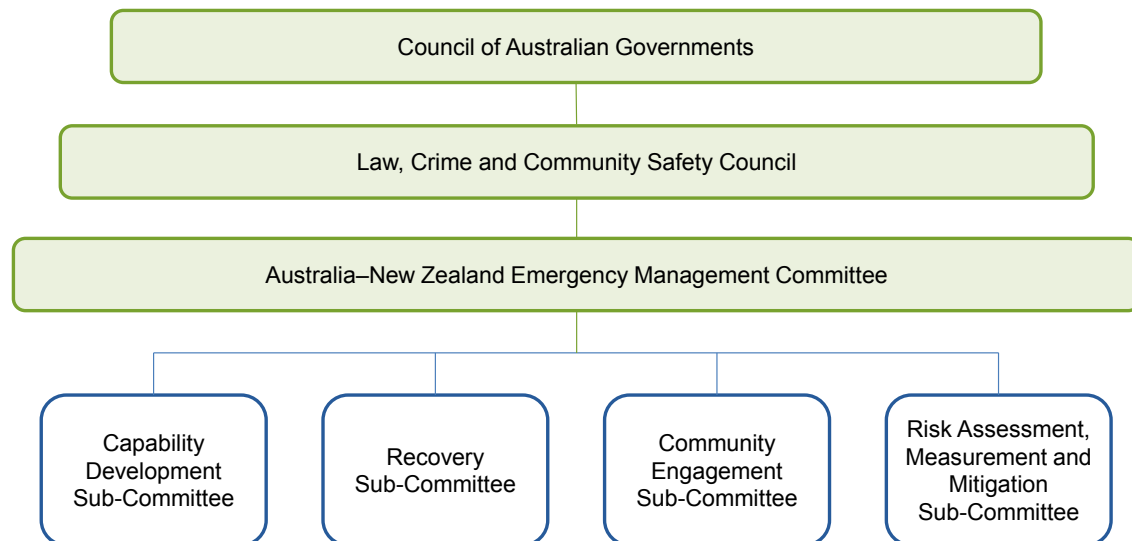 Council of Australian Governments
Law, Crime and Community Safety Council
Australia–New Zealand Emergency Management Committee
Capability
Development
Sub-Committee
Recovery
Sub-Committee
Community
Engagement
Sub-Committee
Risk Assessment,
Measurement and
Mitigation
Sub-Committee